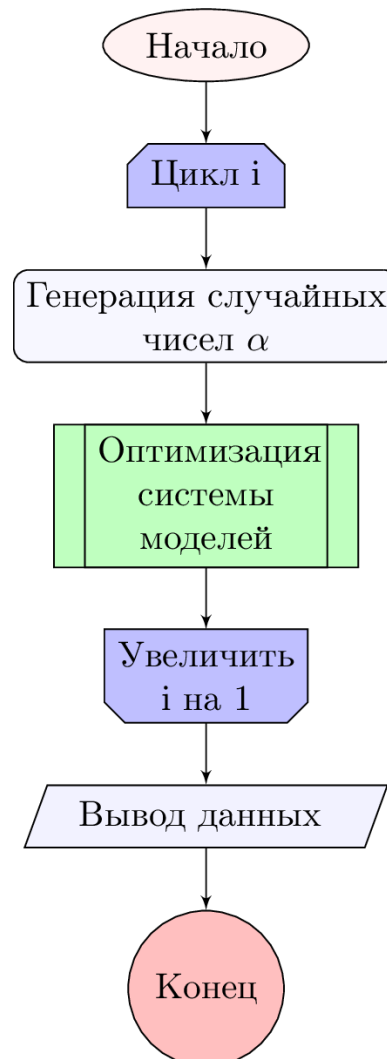 Начало
Цикл i
Генерация случайных
чисел α
Оптимизация
системы
моделей
Увеличить
i на 1
Вывод данных
Конец